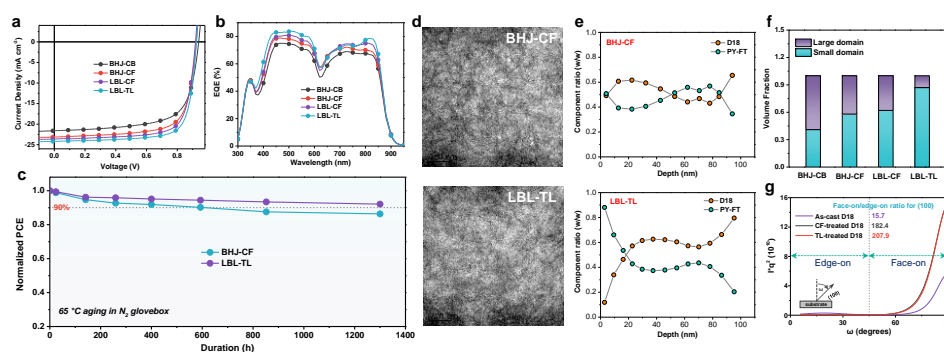 a
Current Density (mA cm⁻²)
0
-5
-10
-15
-20
-25
BHJ-CB
BHJ-CF
LBL-CF
LBL-TL
0.0 0.2 0.4 0.6 0.8
Voltage (V)
b
EQE (%)
80
60
40
20
0
BHJ-CB
BHJ-CF
LBL-CF
LBL-TL
300 400 500 600 700 800 900
Wavelength (nm)
c
Normalized PCE
1.0
0.8
0.6
0.4
0.2
90%
BHJ-CF
LBL-TL
65 °C aging in N₂ glovebox
0 200 400 600 800 1000 1200 1400
Duration (h)
d
BHJ-CF
LBL-TL
e
Component ratio (w/w)
1.0
0.8
0.6
0.4
0.2
0.0
BHJ-CF
D18
PY-FT
0 20 40 60 80 100
Depth (nm)
Component ratio (w/w)
1.0
0.8
0.6
0.4
0.2
0.0
LBL-TL
D18
PY-FT
0 20 40 60 80 100
Depth (nm)
f
Volume Fraction
1.5
1.2
0.9
0.6
0.3
0.0
Large domain
Small domain
BHJ-CB BHJ-CF LBL-CF LBL-TL
g
16
12
8
4
0
Face-on/edge-on ratio for (100)
As-cast D18 15.7
CF-treated D18 182.4
TL-treated D18 207.9
Edge-on Face-on
ω
(100)
substrate
0 30 60
ω (degrees)